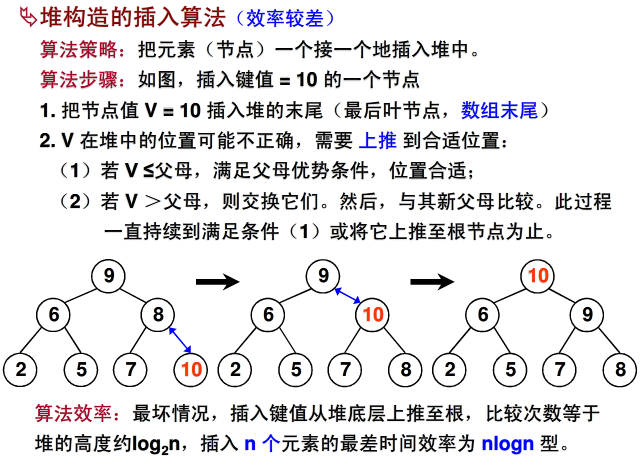 堆构造的插入算法（效率较差）
算法策略：把元素（节点）一个接一个地插入堆中。
算法步骤：如图，插入键值 = 10 的一个节点
1. 把节点值 V = 10 插入堆的末尾（最后叶节点，数组末尾）
2. V 在堆中的位置可能不正确，需要 上推 到合适位置：
（1）若 V ≤父母，满足父母优势条件，位置合适；
（2）若 V ＞父母，则交换它们。然后，与其新父母比较。此过程
一直持续到满足条件（1）或将它上推至根节点为止。
9 9 10
6 8 6 10 6 9
2 5 7 10 2 5 7 8 2 5 7 8
算法效率：最坏情况，插入键值从堆底层上推至根，比较次数等于
堆的高度约log₂n，插入 n 个元素的最差时间效率为 nlogn 型。